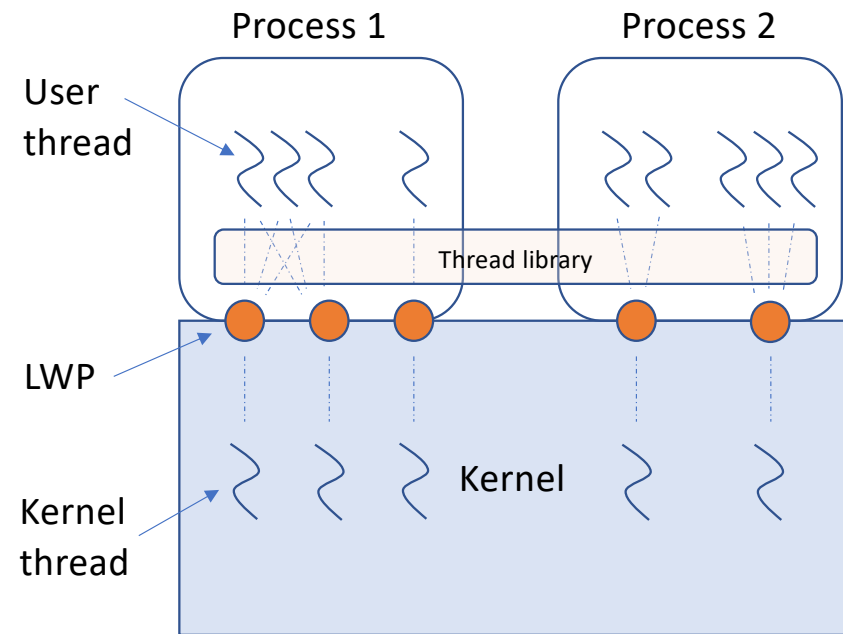 Process 1
Process 2
User
thread
Thread library
LWP
Kernel
Kernel
thread